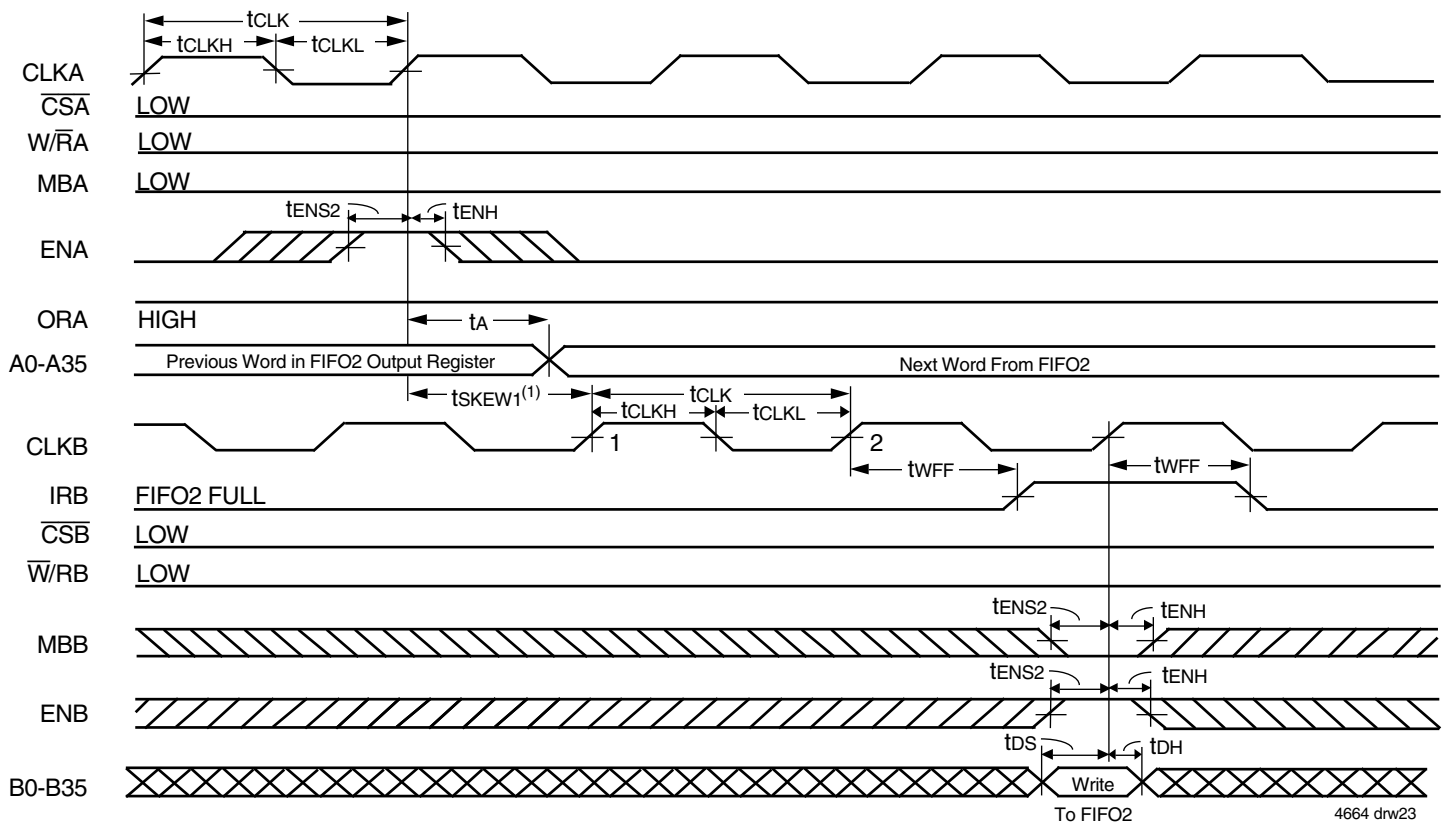 tCLK
tCLKH tCLKL
CLKA
CSA LOW
W/RA LOW
MBA LOW
tENS2 tENH
ENA
ORA HIGH
tA
A0-A35 Previous Word in FIFO2 Output Register Next Word From FIFO2
tSKEW1(1) tCLK
tCLKH tCLKL
CLKB 1 2
tWFF tWFF
IRB FIFO2 FULL
CSB LOW
W/RB LOW
tENS2 tENH
MBB
tENS2 tENH
ENB
tDS tDH
B0-B35 Write
To FIFO2 4664 drw23